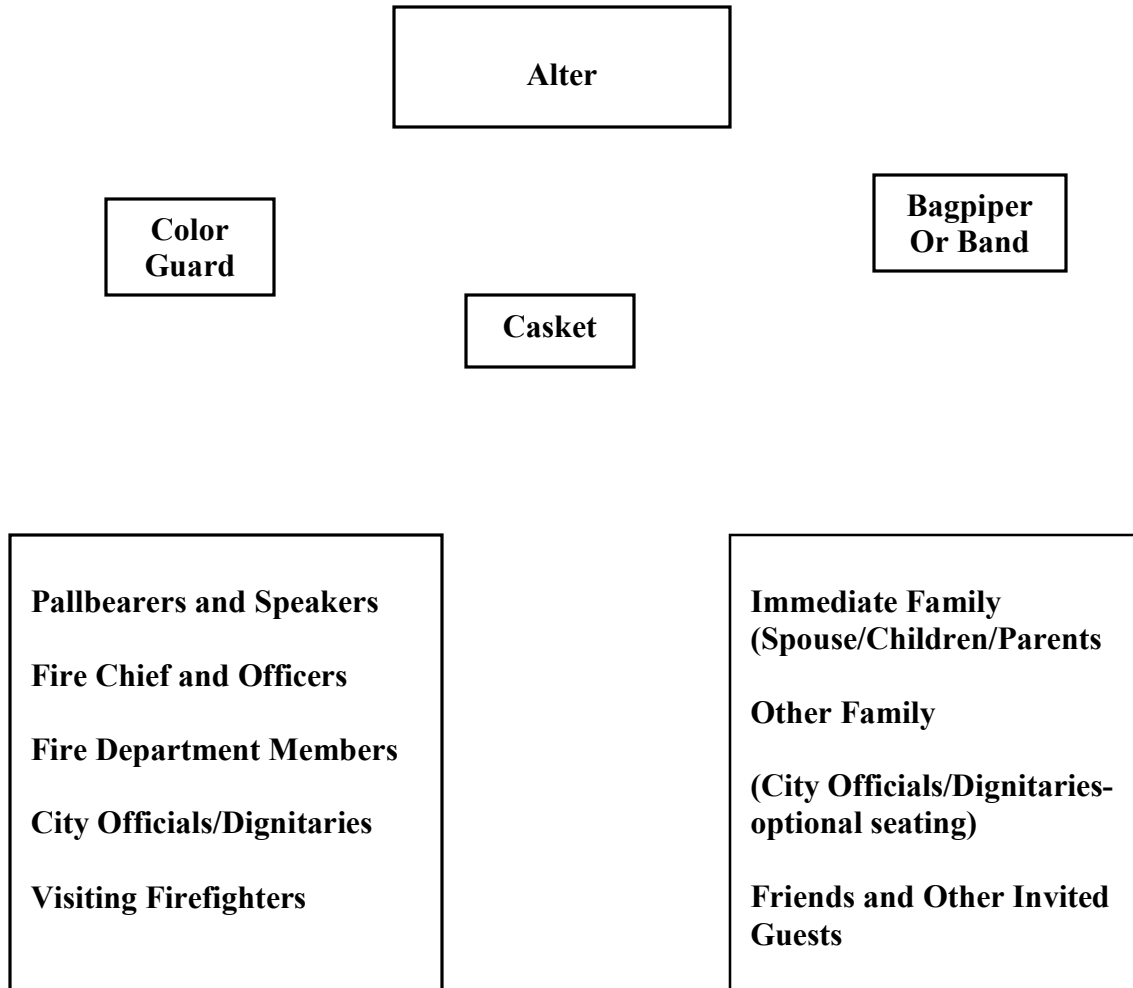 Alter
Color
Guard
Bagpiper
Or Band
Casket
Pallbearers and Speakers
Fire Chief and Officers
Fire Department Members
City Officials/Dignitaries
Visiting Firefighters
Immediate Family
(Spouse/Children/Parents
Other Family
(City Officials/Dignitaries-
optional seating)
Friends and Other Invited
Guests